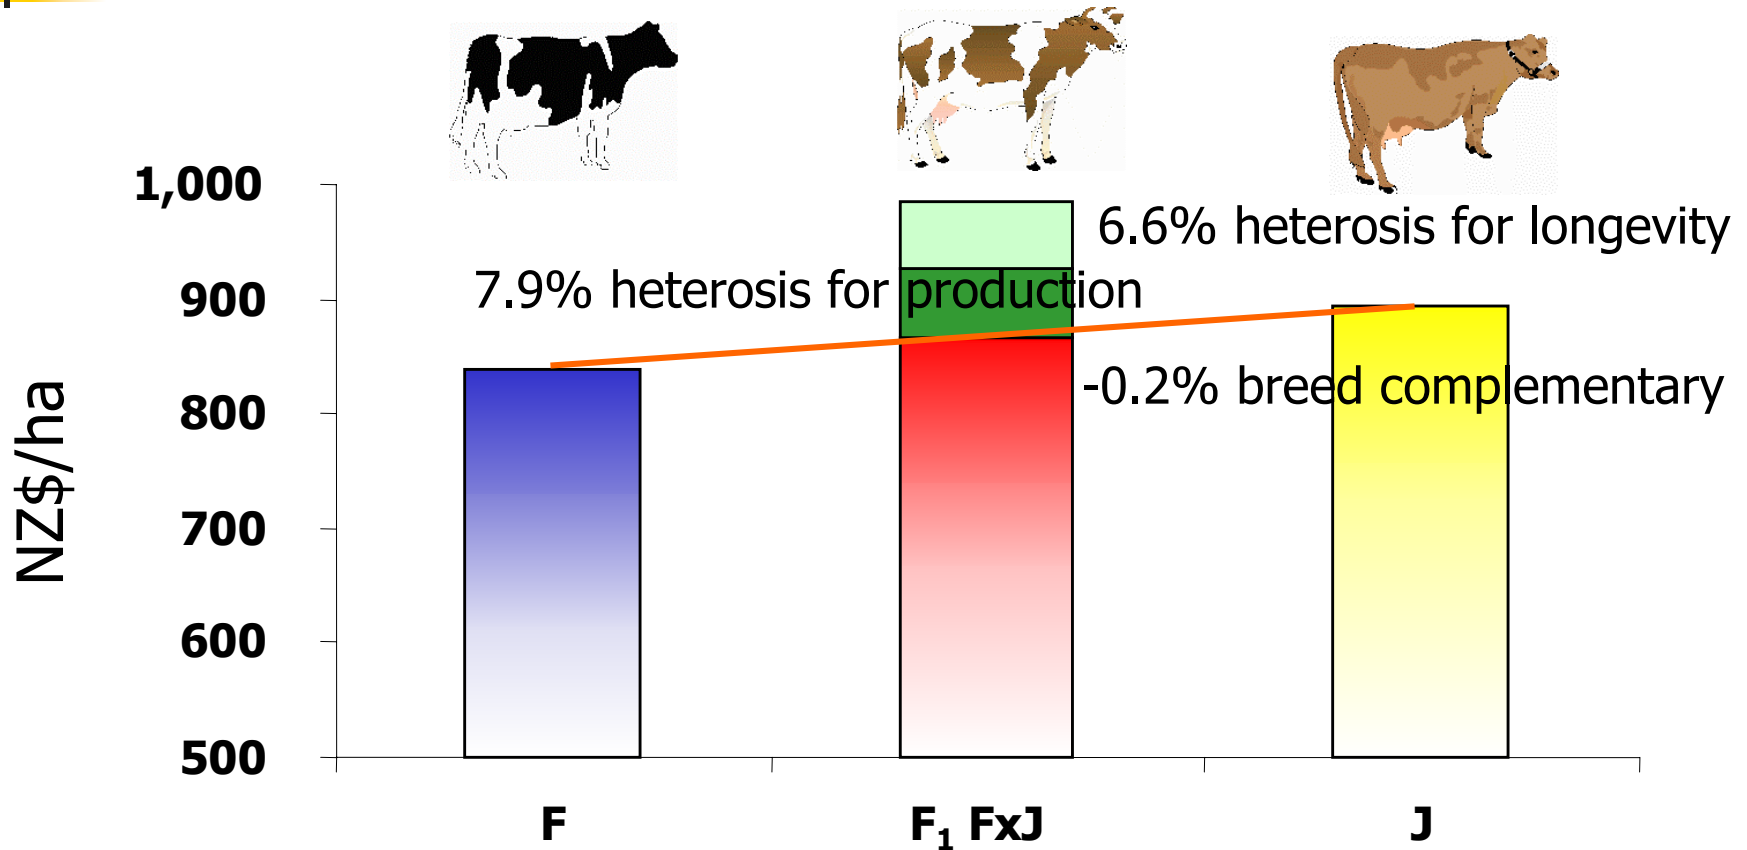 1,000
6.6% heterosis for longevity
7.9% heterosis for production
900
-0.2% breed complementary
800
NZ$/ha
700
600
500
F
F₁ FxJ
J